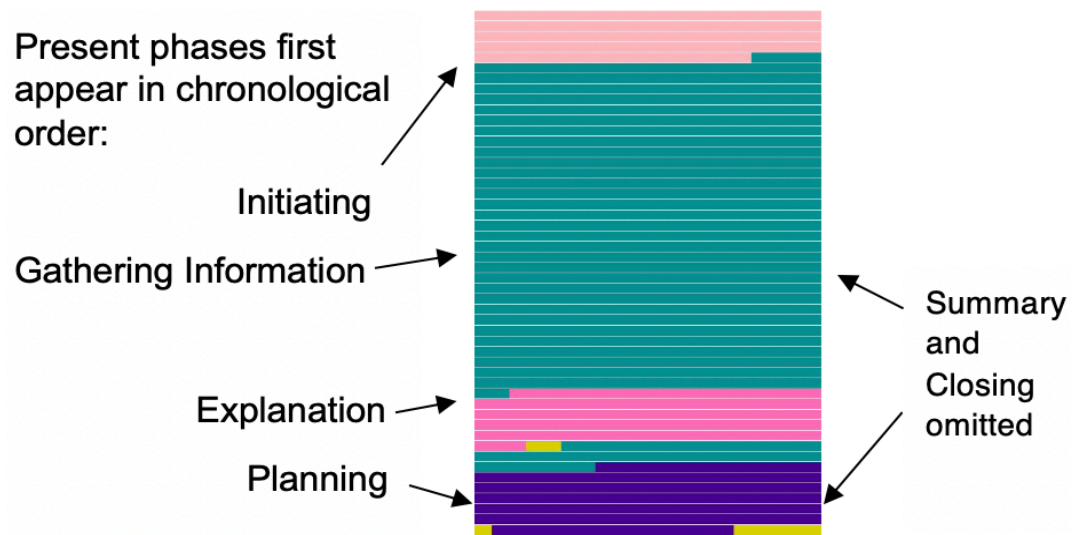 Present phases first
appear in chronological
order:
Initiating
Gathering Information
Explanation
Planning
Summary
and
Closing
omitted